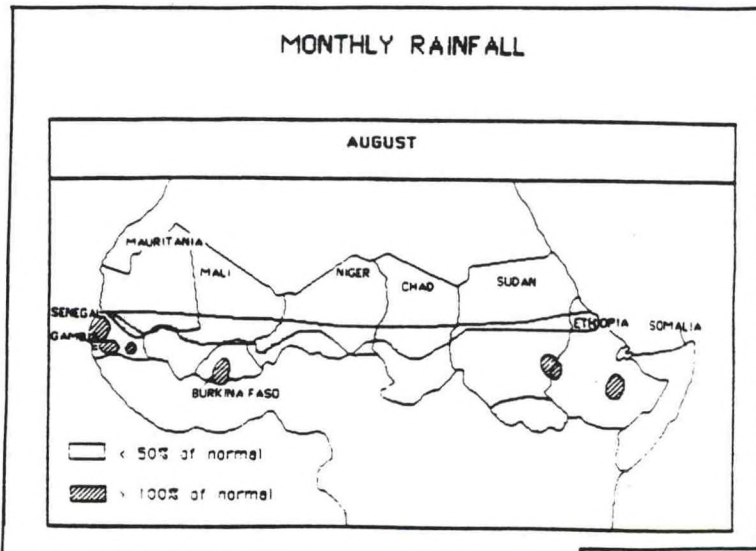 MONTHLY RAINFALL
AUGUST
MAURITANIA
MALI
NIGER
CHAD
SUDAN
SENEGAL
ETHIOPIA
SOMALIA
BURKINA FASO
< 50% of normal
> 100% of normal